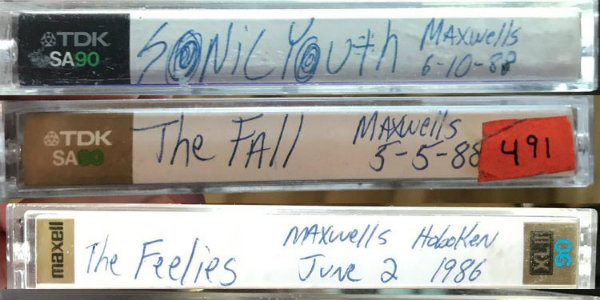 TDK
SA90
SONIC YOUTH
MAXWEllS
6-10-88
TDK
SA90
The FAll
MAXWEllS
5-5-88
491
maxell
The Feelies
MAXWEllS HoboKen
June 2 1986
XLII
90